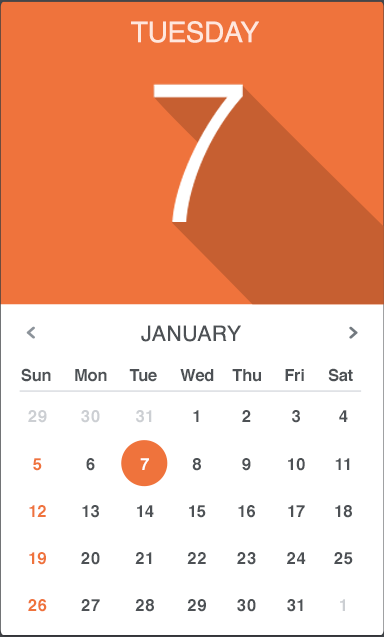 TUESDAY
7
JANUARY
Sun Mon Tue Wed Thu Fri Sat
29 30 31 1 2 3 4
5 6 7 8 9 10 11
12 13 14 15 16 17 18
19 20 21 22 23 24 25
26 27 28 29 30 31 1